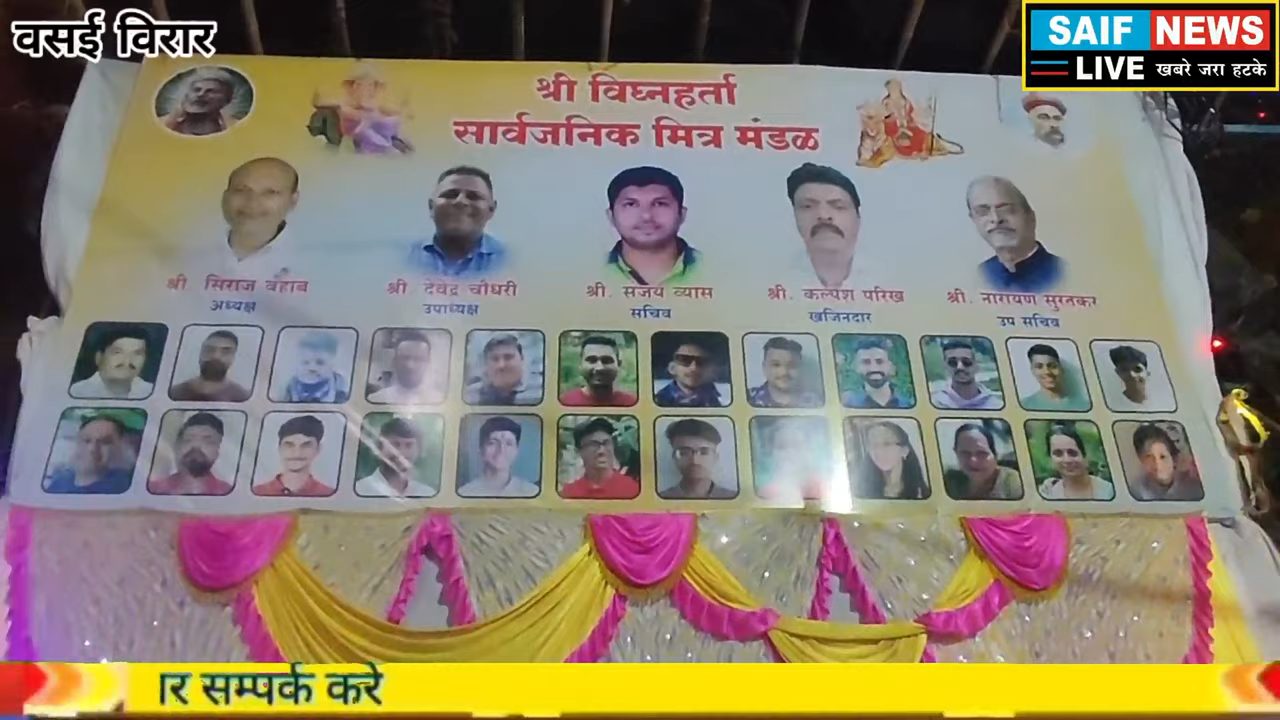 वसई विरार
SAIF NEWS
LIVE खबरे जरा हटके
श्री विघ्नहर्ता
सार्वजनिक मित्र मंडळ
श्री. सिराज वहाब
अध्यक्ष
श्री. देवेंद्र चौधरी
उपाध्यक्ष
श्री. संजय व्यास
सचिव
श्री. कल्पेश परिख
खजिनदार
श्री. नारायण सुरतकर
उप सचिव
र सम्पर्क करे